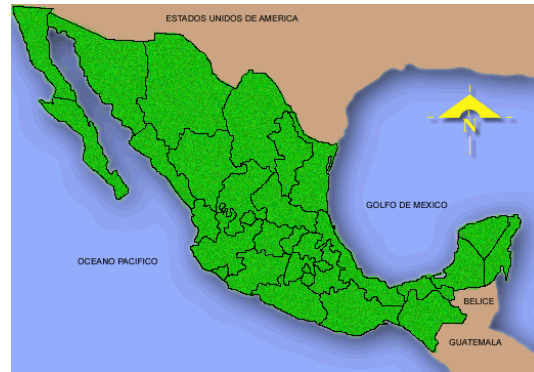 ESTADOS UNIDOS DE AMERICA
N
GOLFO DE MEXICO
OCEANO PACIFICO
BELICE
GUATEMALA